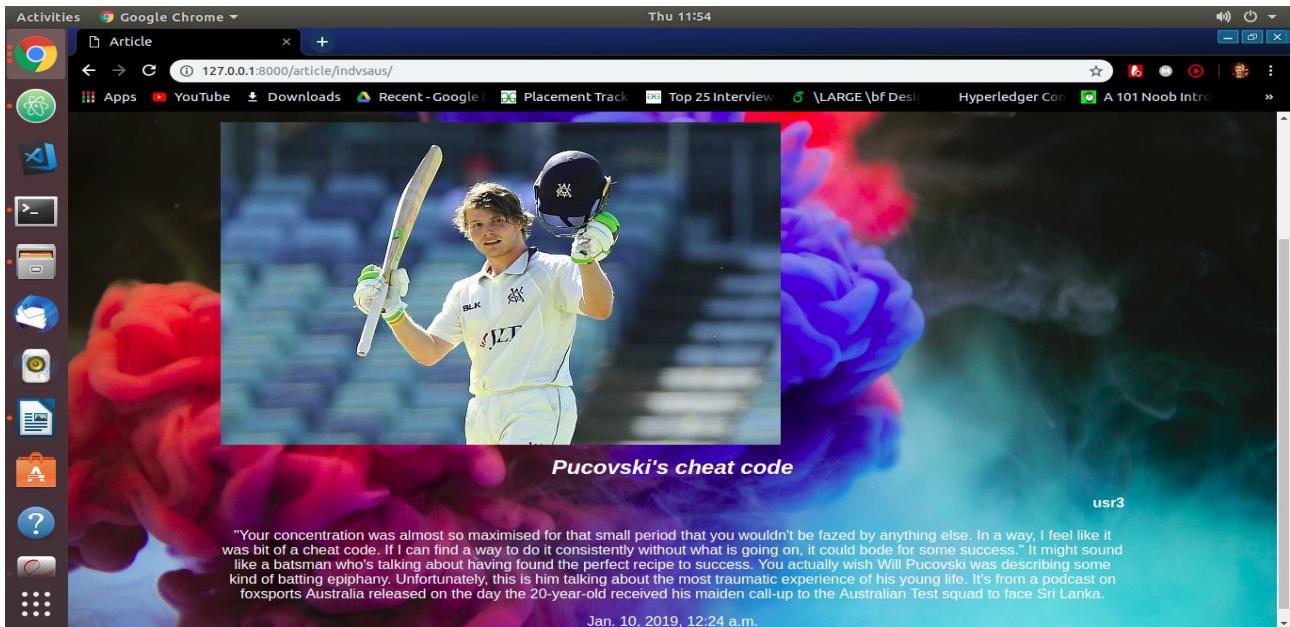 Activities Google Chrome Thu 11:54
Article
127.0.0.1:8000/article/indvsaus/
Apps YouTube Downloads Recent - Google Placement Track Top 25 Interview \LARGE \bf Desi Hyperledger Con A 101 Noob Intro »
BLK
JLT
Pucovski's cheat code
usr3
"Your concentration was almost so maximised for that small period that you wouldn't be fazed by anything else. In a way, I feel like it
was bit of a cheat code. If I can find a way to do it consistently without what is going on, it could bode for some success." It might sound
like a batsman who's talking about having found the perfect recipe to success. You actually wish Will Pucovski was describing some
kind of batting epiphany. Unfortunately, this is him talking about the most traumatic experience of his young life. It's from a podcast on
foxsports Australia released on the day the 20-year-old received his maiden call-up to the Australian Test squad to face Sri Lanka.
Jan. 10, 2019, 12:24 a.m.